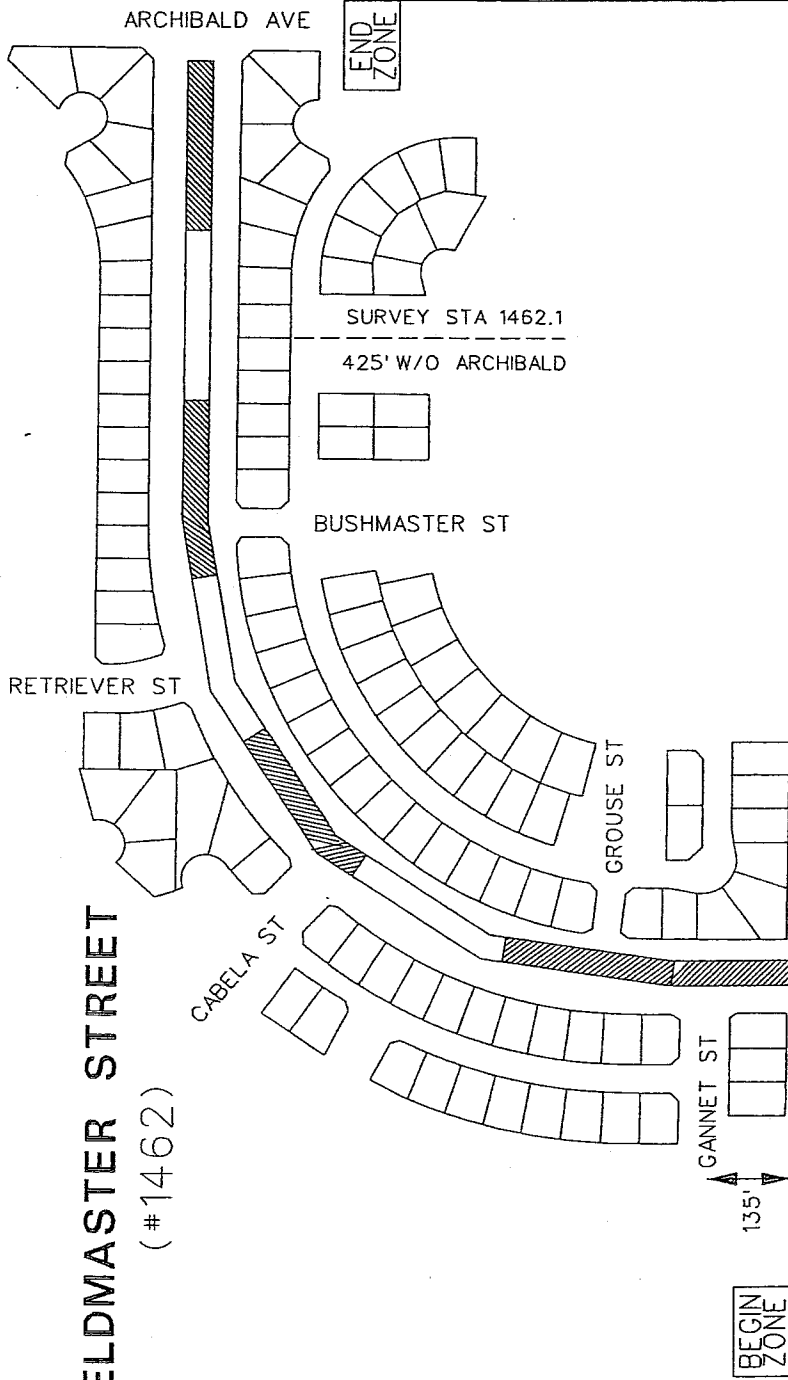 ARCHIBALD AVE
END
ZONE
SURVEY STA 1462.1
425' W/O ARCHIBALD
BUSHMASTER ST
RETRIEVER ST
GROUSE ST
CABELA ST
ELDMASTER STREET
(#1462)
GANNET ST
135'
BEGIN
ZONE